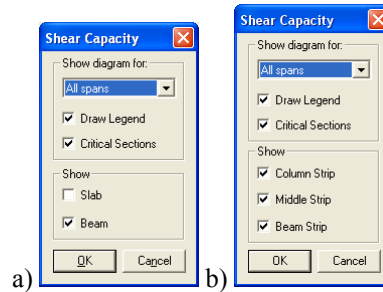 Shear Capacity
Show diagram for:
All spans
Draw Legend
Critical Sections
Show
Slab
Beam
OK Cancel
a)
Shear Capacity
Show diagram for:
All spans
Draw Legend
Critical Sections
Show
Column Strip
Middle Strip
Beam Strip
OK Cancel
b)